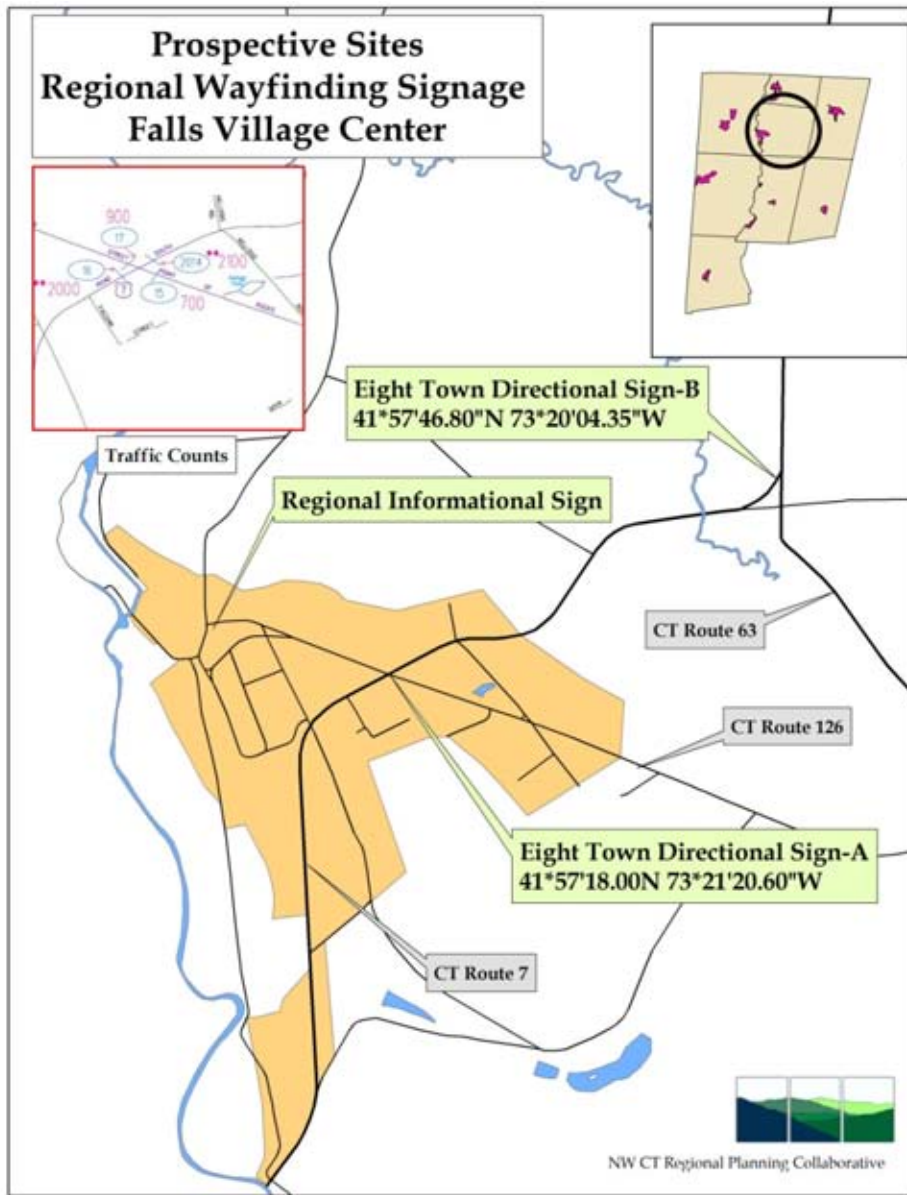 Prospective Sites
Regional Wayfinding Signage
Falls Village Center
900
17
16
2014
2100
2000
7
15
700
Traffic Counts
Eight Town Directional Sign-B
41*57'46.80"N 73*20'04.35"W
Regional Informational Sign
CT Route 63
CT Route 126
Eight Town Directional Sign-A
41*57'18.00N 73*21'20.60"W
CT Route 7
NW CT Regional Planning Collaborative